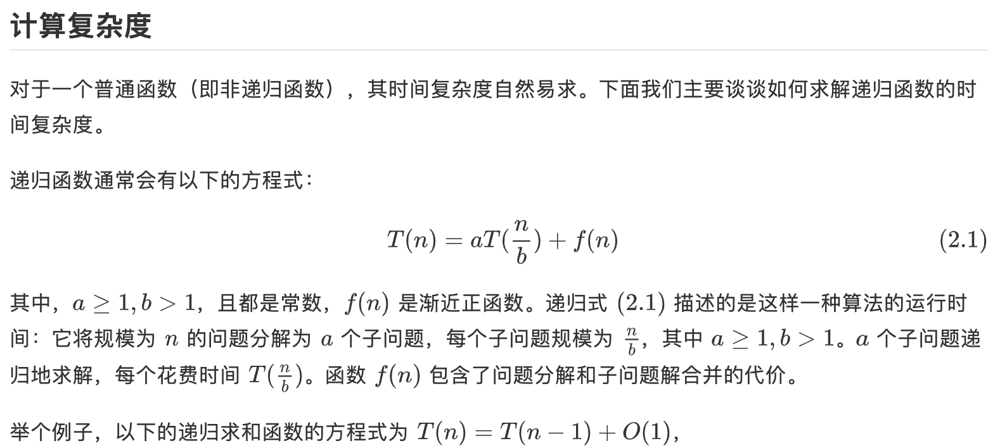 计算复杂度
对于一个普通函数（即非递归函数），其时间复杂度自然易求。下面我们主要谈谈如何求解递归函数的时
间复杂度。
递归函数通常会有以下的方程式：
T(n) = aT(n/b) + f(n) (2.1)
其中，a ≥ 1, b > 1，且都是常数，f(n) 是渐近正函数。递归式 (2.1) 描述的是这样一种算法的运行时
间：它将规模为 n 的问题分解为 a 个子问题，每个子问题规模为 n/b，其中 a ≥ 1, b > 1。a 个子问题递
归地求解，每个花费时间 T(n/b)。函数 f(n) 包含了问题分解和子问题解合并的代价。
举个例子，以下的递归求和函数的方程式为 T(n) = T(n − 1) + O(1)，